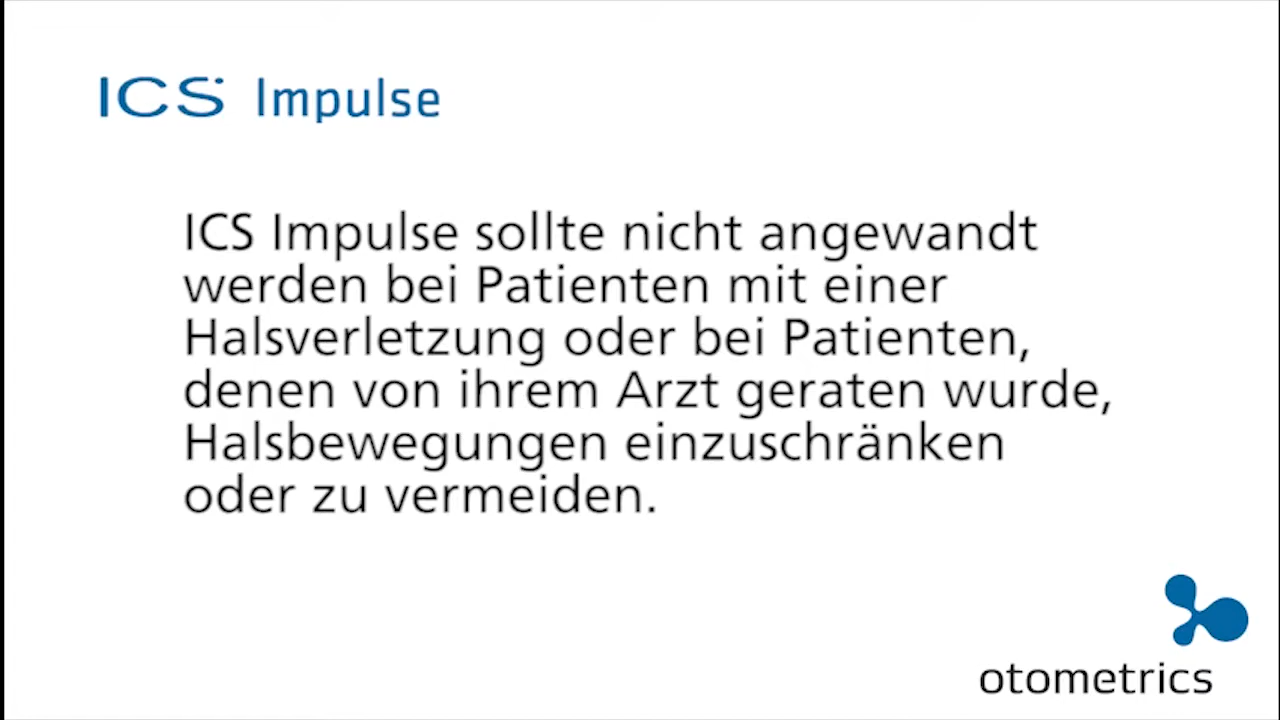 ICS Impulse
ICS Impulse sollte nicht angewandt
werden bei Patienten mit einer
Halsverletzung oder bei Patienten,
denen von ihrem Arzt geraten wurde,
Halsbewegungen einzuschränken
oder zu vermeiden.
otometrics